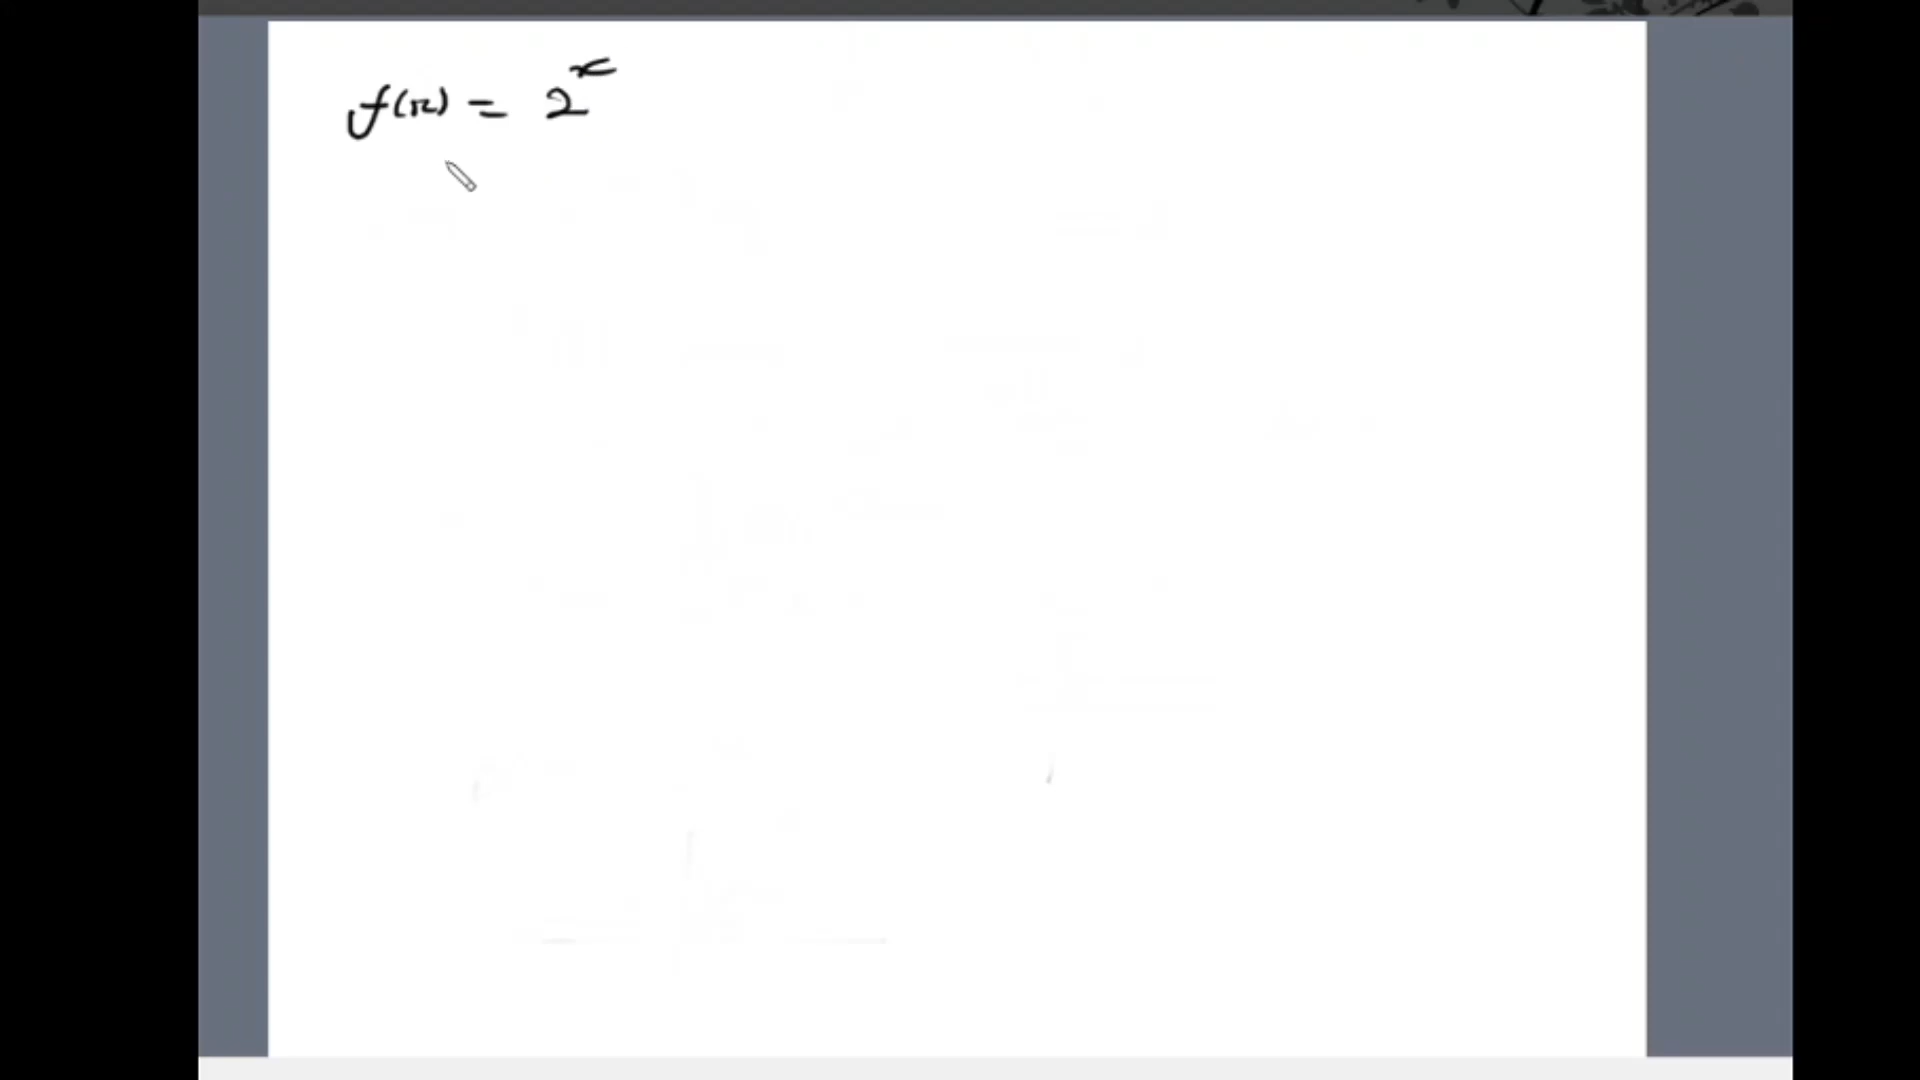 f(x) = 2^x